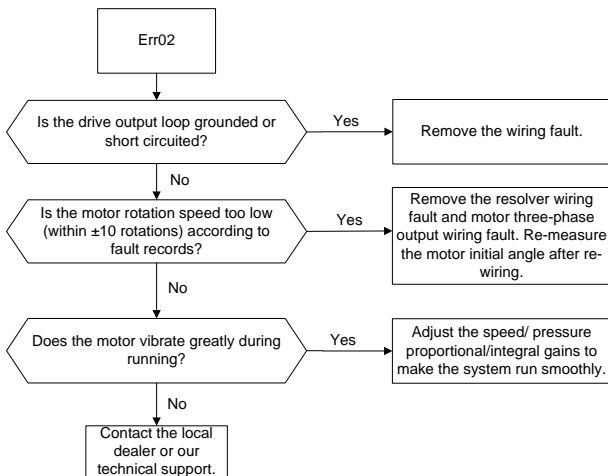 Err02
Is the drive output loop grounded or
short circuited?
Yes
Remove the wiring fault.
No
Is the motor rotation speed too low
(within ±10 rotations) according to
fault records?
Yes
Remove the resolver wiring
fault and motor three-phase
output wiring fault. Re-measure
the motor initial angle after re-
wiring.
No
Does the motor vibrate greatly during
running?
Yes
Adjust the speed/ pressure
proportional/integral gains to
make the system run smoothly.
No
Contact the local
dealer or our
technical support.